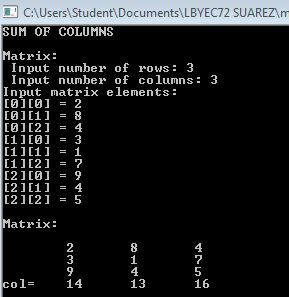 C:\Users\Student\Documents\LBYEC72 SUAREZ\m
SUM OF COLUMNS
Matrix:
Input number of rows: 3
Input number of columns: 3
Input matrix elements:
[0][0] = 2
[0][1] = 8
[0][2] = 4
[1][0] = 3
[1][1] = 1
[1][2] = 7
[2][0] = 9
[2][1] = 4
[2][2] = 5
Matrix:
2 8 4
3 1 7
9 4 5
col= 14 13 16